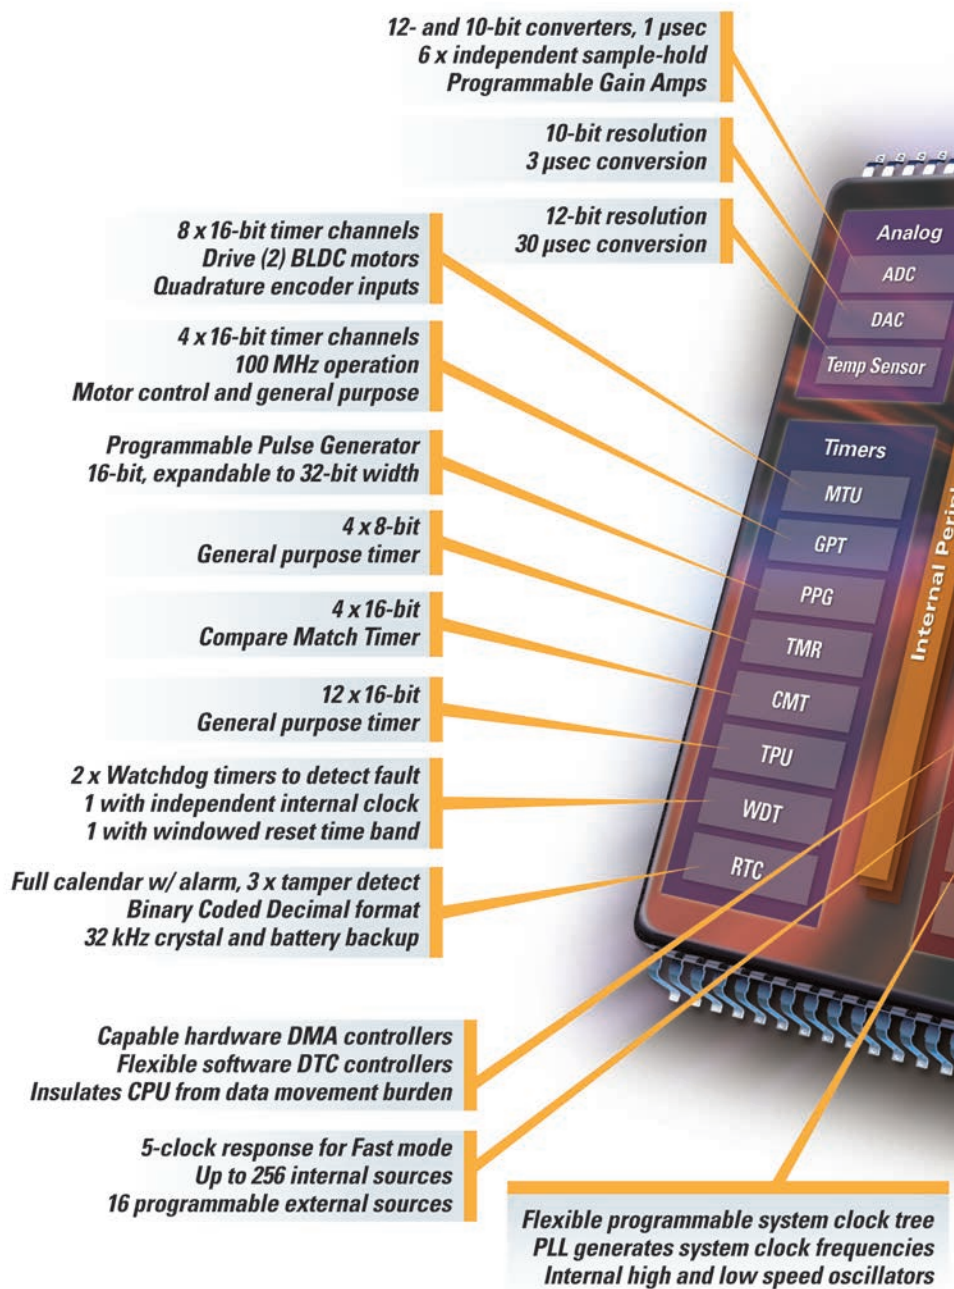 12- and 10-bit converters, 1 µsec
6 x independent sample-hold
Programmable Gain Amps
10-bit resolution
3 µsec conversion
12-bit resolution
30 µsec conversion
8 x 16-bit timer channels
Drive (2) BLDC motors
Quadrature encoder inputs
4 x 16-bit timer channels
100 MHz operation
Motor control and general purpose
Programmable Pulse Generator
16-bit, expandable to 32-bit width
4 x 8-bit
General purpose timer
4 x 16-bit
Compare Match Timer
12 x 16-bit
General purpose timer
2 x Watchdog timers to detect fault
1 with independent internal clock
1 with windowed reset time band
Full calendar w/ alarm, 3 x tamper detect
Binary Coded Decimal format
32 kHz crystal and battery backup
Capable hardware DMA controllers
Flexible software DTC controllers
Insulates CPU from data movement burden
5-clock response for Fast mode
Up to 256 internal sources
16 programmable external sources
Flexible programmable system clock tree
PLL generates system clock frequencies
Internal high and low speed oscillators
Analog
ADC
DAC
Temp Sensor
Timers
MTU
GPT
PPG
TMR
CMT
TPU
WDT
RTC
Internal